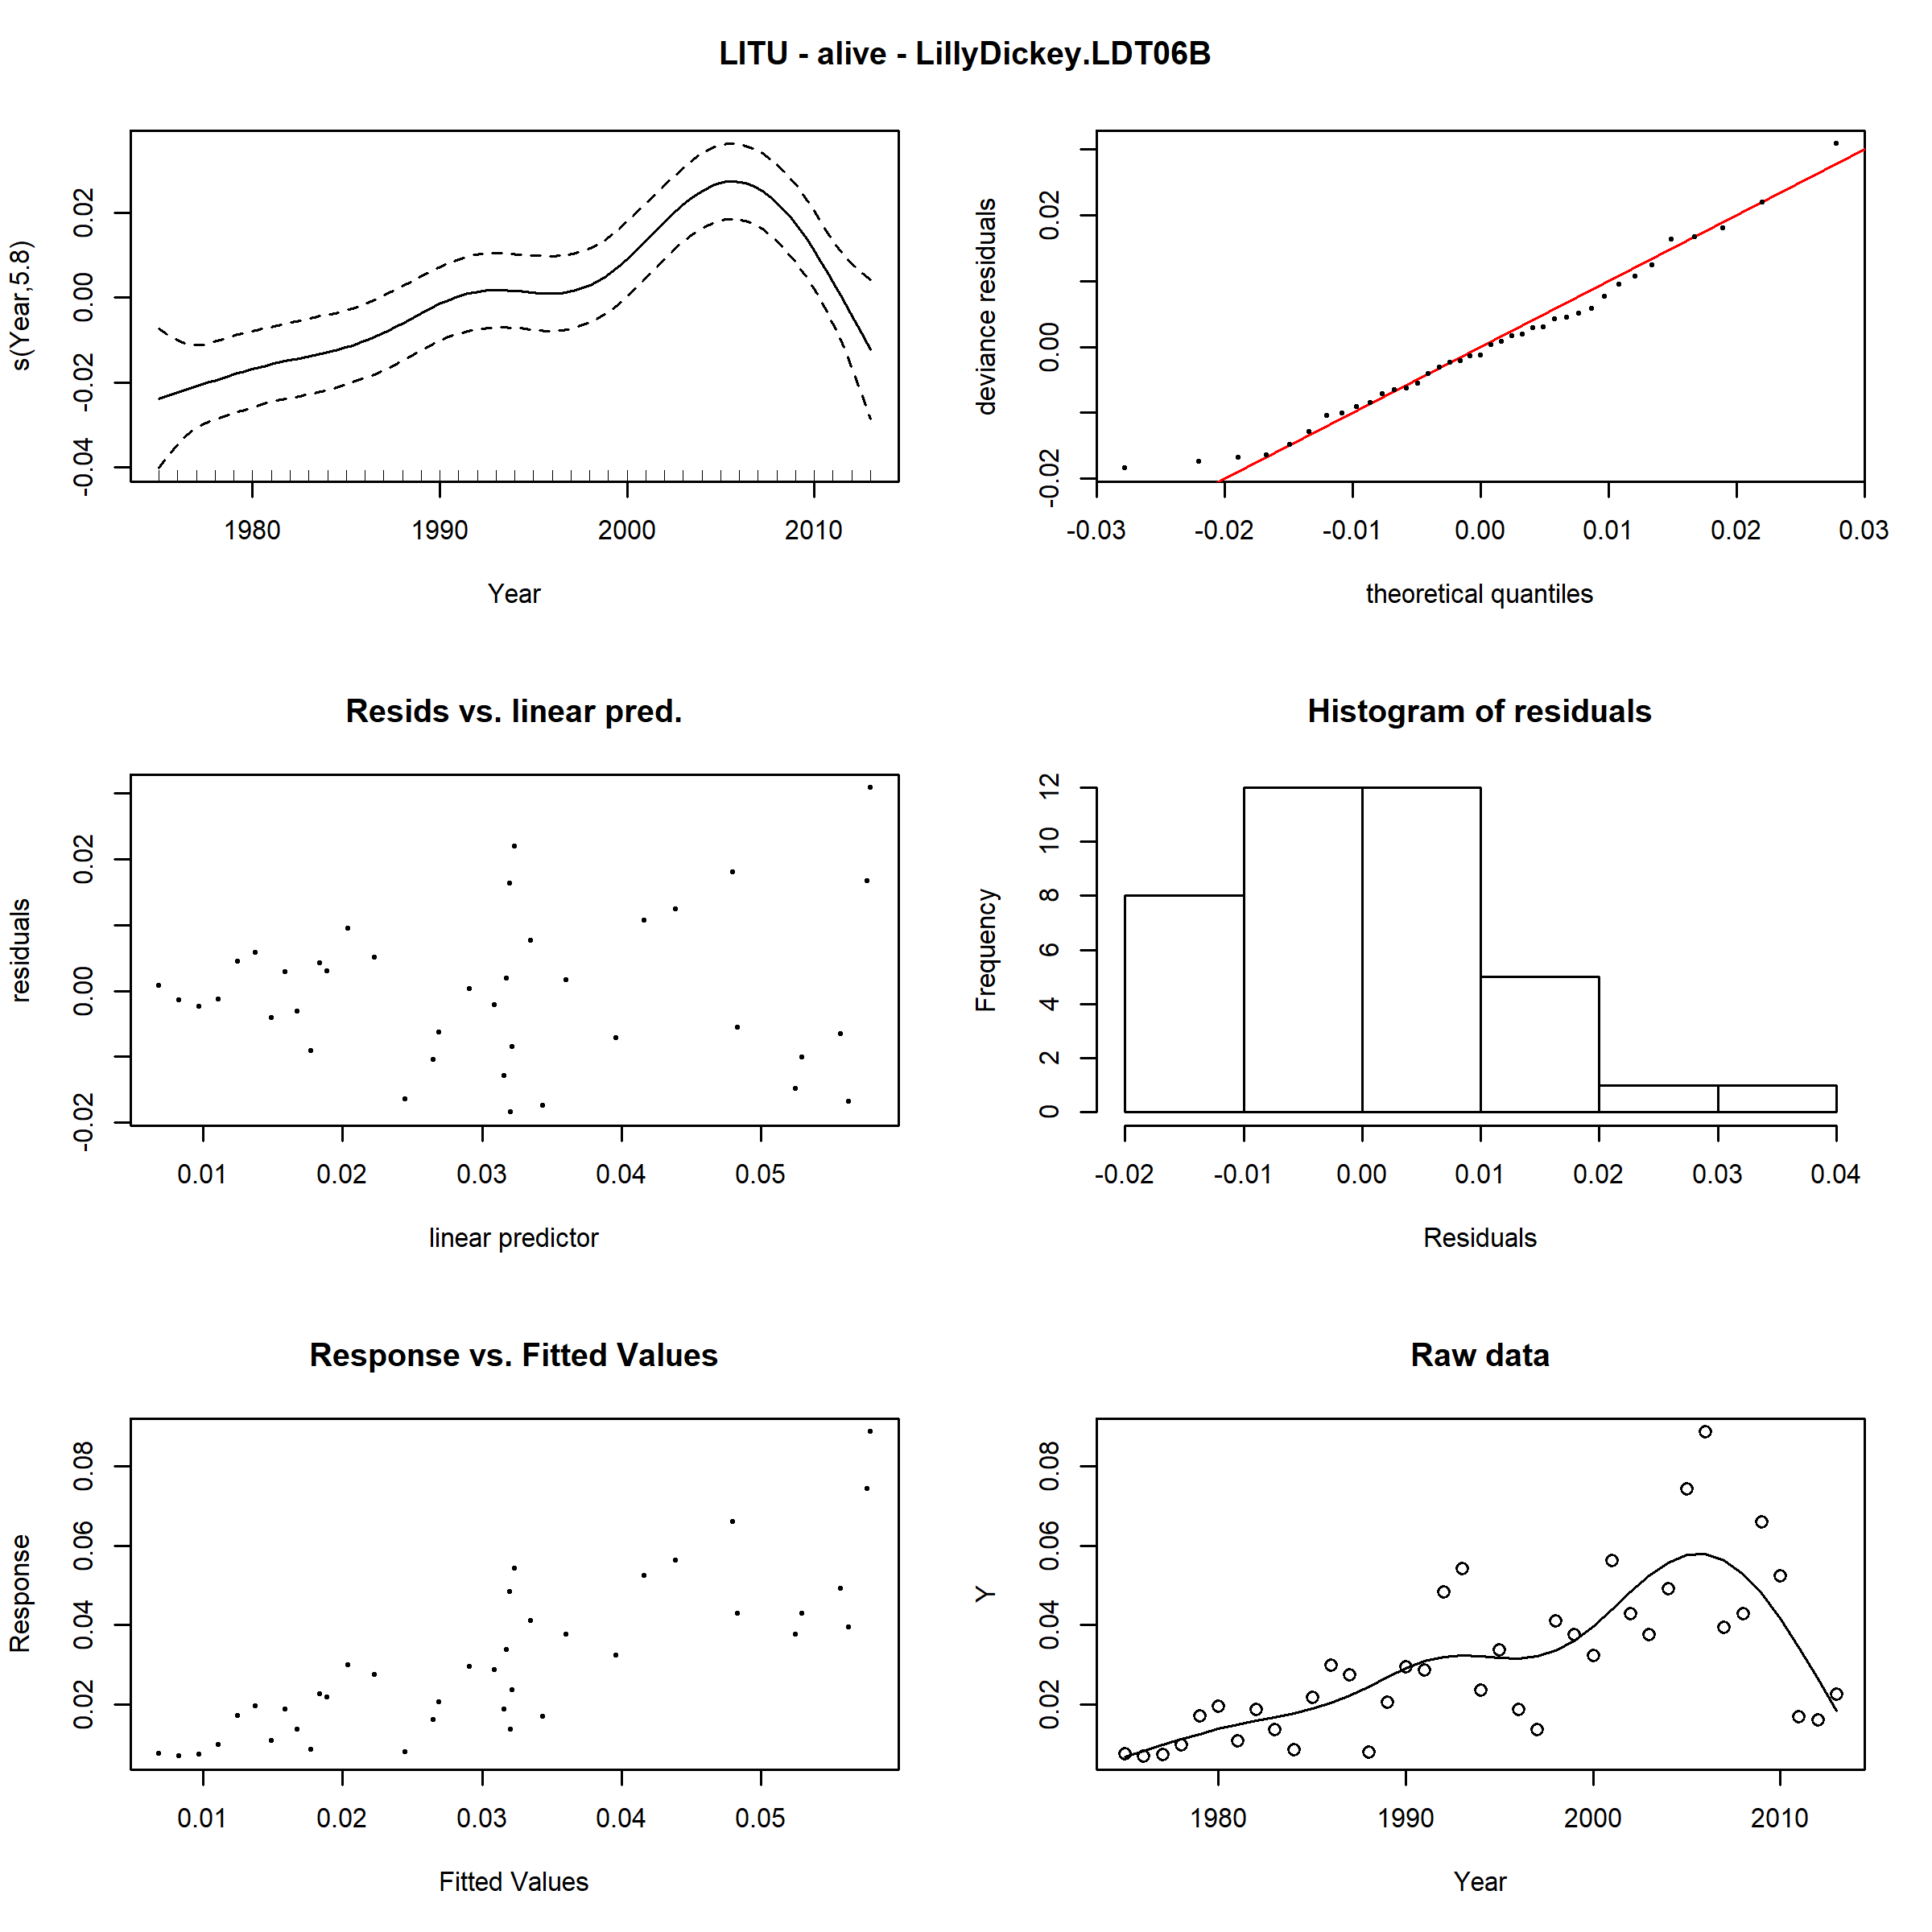 LITU - alive - LillyDickey.LDT06B
s(Year,5.8)
-0.04 -0.02 0.00 0.02
1980 1990 2000 2010
Year
deviance residuals
-0.02 0.00 0.02
-0.03 -0.02 -0.01 0.00 0.01 0.02 0.03
theoretical quantiles
Resids vs. linear pred.
residuals
-0.02 0.00 0.02
0.01 0.02 0.03 0.04 0.05
linear predictor
Histogram of residuals
Frequency
0 2 4 6 8 10 12
-0.02 -0.01 0.00 0.01 0.02 0.03 0.04
Residuals
Response vs. Fitted Values
Response
0.02 0.04 0.06 0.08
0.01 0.02 0.03 0.04 0.05
Fitted Values
Raw data
Y
0.02 0.04 0.06 0.08
1980 1990 2000 2010
Year